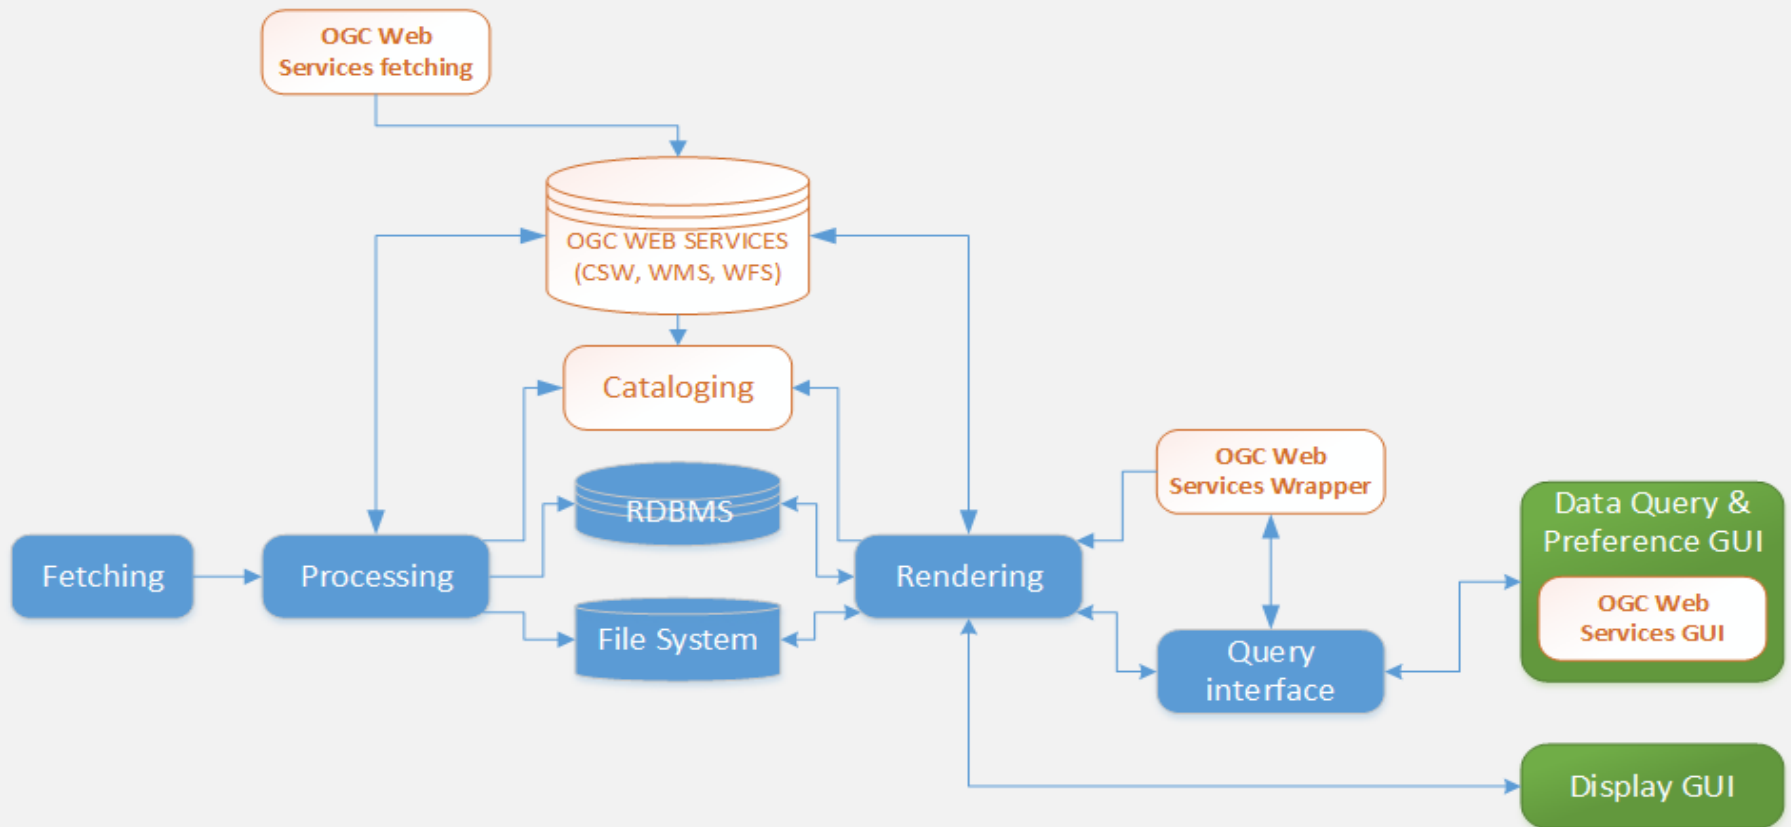 OGC Web
Services fetching
OGC WEB SERVICES
(CSW, WMS, WFS)
Cataloging
RDBMS
File System
Fetching
Processing
Rendering
OGC Web
Services Wrapper
Query
interface
Data Query &
Preference GUI
OGC Web
Services GUI
Display GUI